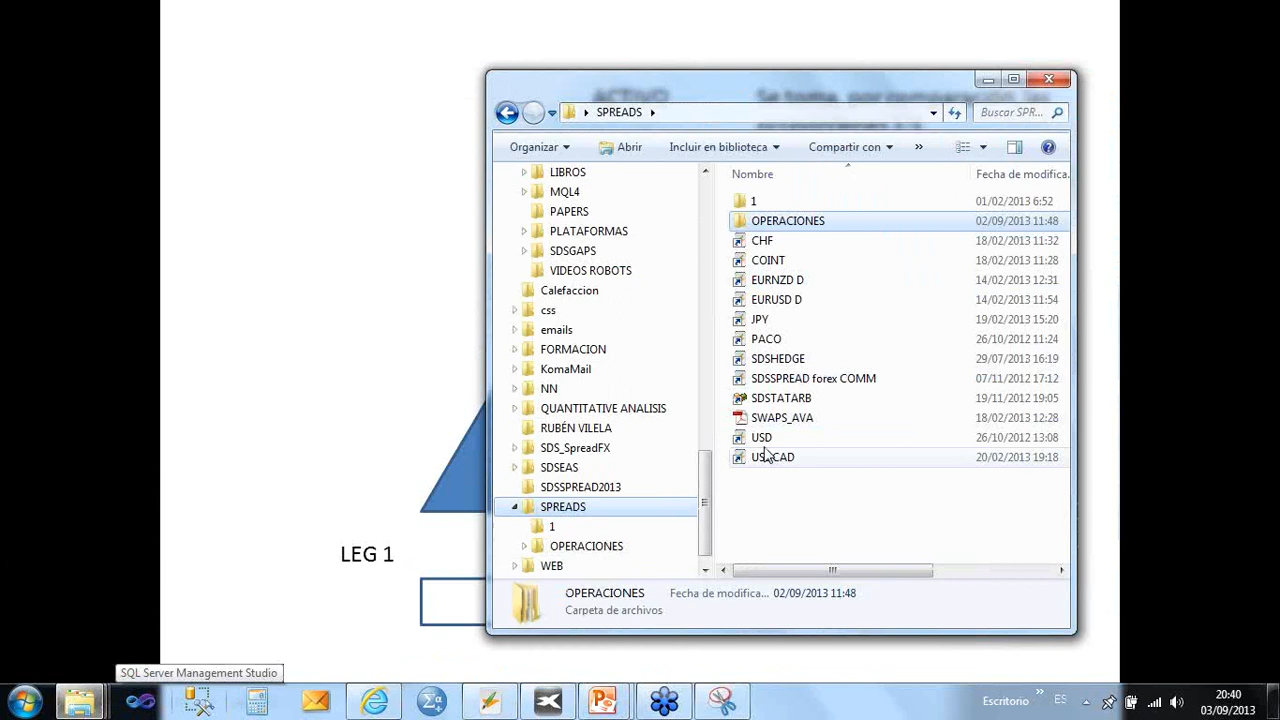 ACTIVO
SPREADS
Buscar SPR...
Organizar
Abrir
Incluir en biblioteca
Compartir con
»
LIBROS
MQL4
PAPERS
PLATAFORMAS
SDSGAPS
VIDEOS ROBOTS
Calefaccion
css
emails
FORMACION
KomaMail
NN
QUANTITATIVE ANALISIS
RUBÉN VILELA
SDS_SpreadFX
SDSEAS
SDSSPREAD2013
SPREADS
1
OPERACIONES
WEB
Nombre Fecha de modifica...
1 01/02/2013 6:52
OPERACIONES 02/09/2013 11:48
CHF 18/02/2013 11:32
COINT 18/02/2013 11:28
EURNZD D 14/02/2013 12:31
EURUSD D 14/02/2013 11:54
JPY 19/02/2013 15:20
PACO 26/10/2012 11:24
SDSHEDGE 29/07/2013 16:19
SDSSPREAD forex COMM 07/11/2012 17:12
SDSTATARB 19/11/2012 19:05
SWAPS_AVA 18/02/2013 12:28
USD 26/10/2012 13:08
20/02/2013 19:18
OPERACIONES Fecha de modifica... 02/09/2013 11:48
Carpeta de archivos
LEG 1
SQL Server Management Studio
Escritorio » ES
20:40
03/09/2013